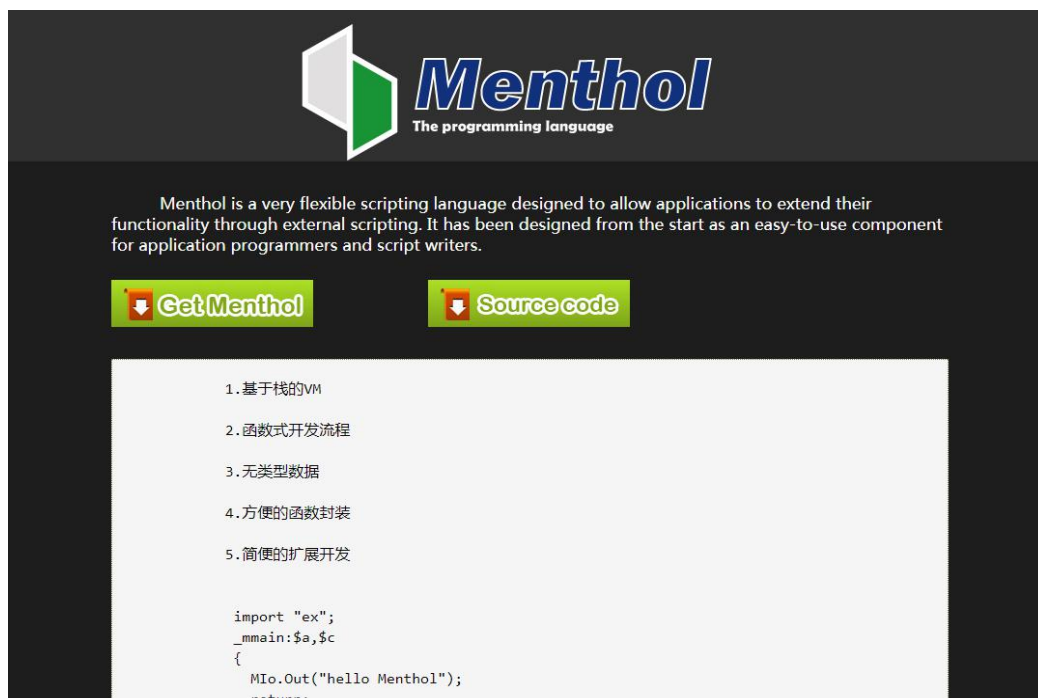 Menthol
The programming language
Menthol is a very flexible scripting language designed to allow applications to extend their
functionality through external scripting. It has been designed from the start as an easy-to-use component
for application programmers and script writers.
Get Menthol
Source code
1.基于栈的VM
2.函数式开发流程
3.无类型数据
4.方便的函数封装
5.简便的扩展开发
import "ex";
_mmain:$a,$c
{
MIo.Out("hello Menthol");